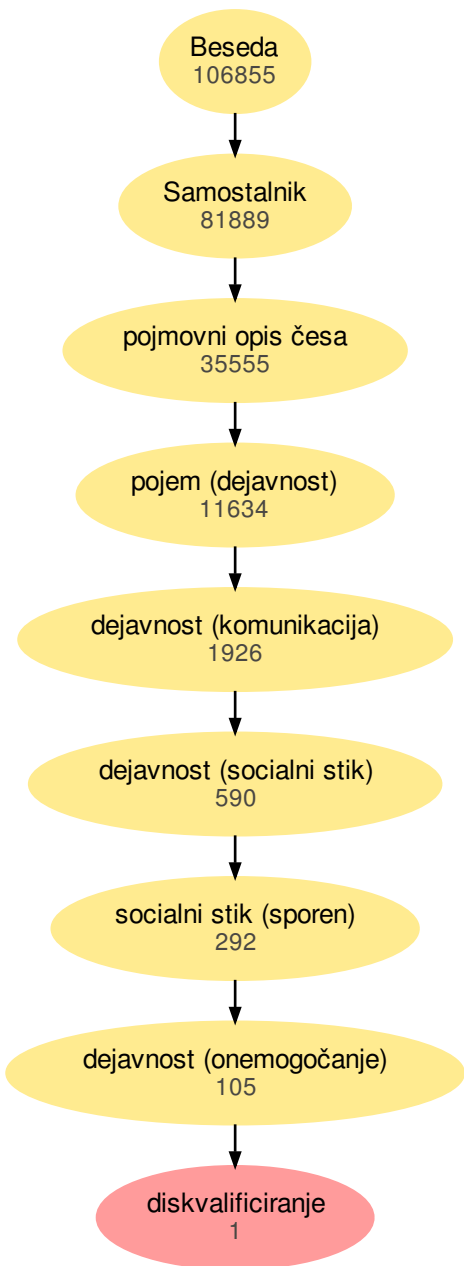 Beseda
106855
Samostalnik
81889
pojmovni opis česa
35555
pojem (dejavnost)
11634
dejavnost (komunikacija)
1926
dejavnost (socialni stik)
590
socialni stik (sporen)
292
dejavnost (onemogočanje)
105
diskvalificiranje
1